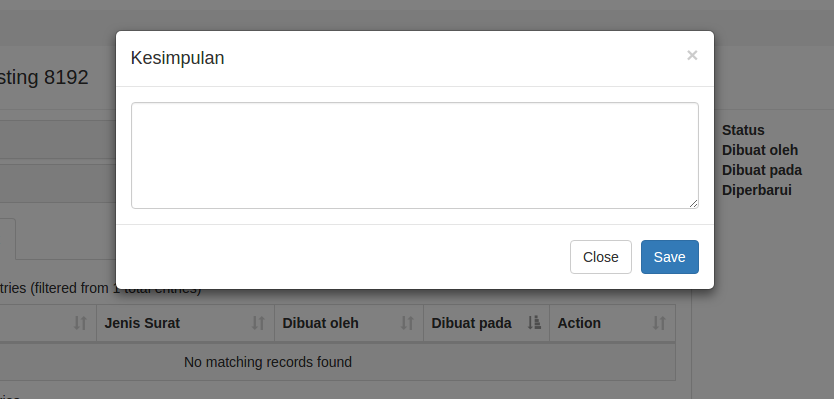 Kesimpulan ×
sting 8192
Status
Dibuat oleh
Dibuat pada
Diperbarui
Close Save
tries (filtered from 1 total entries)
Jenis Surat Dibuat oleh Dibuat pada Action
No matching records found